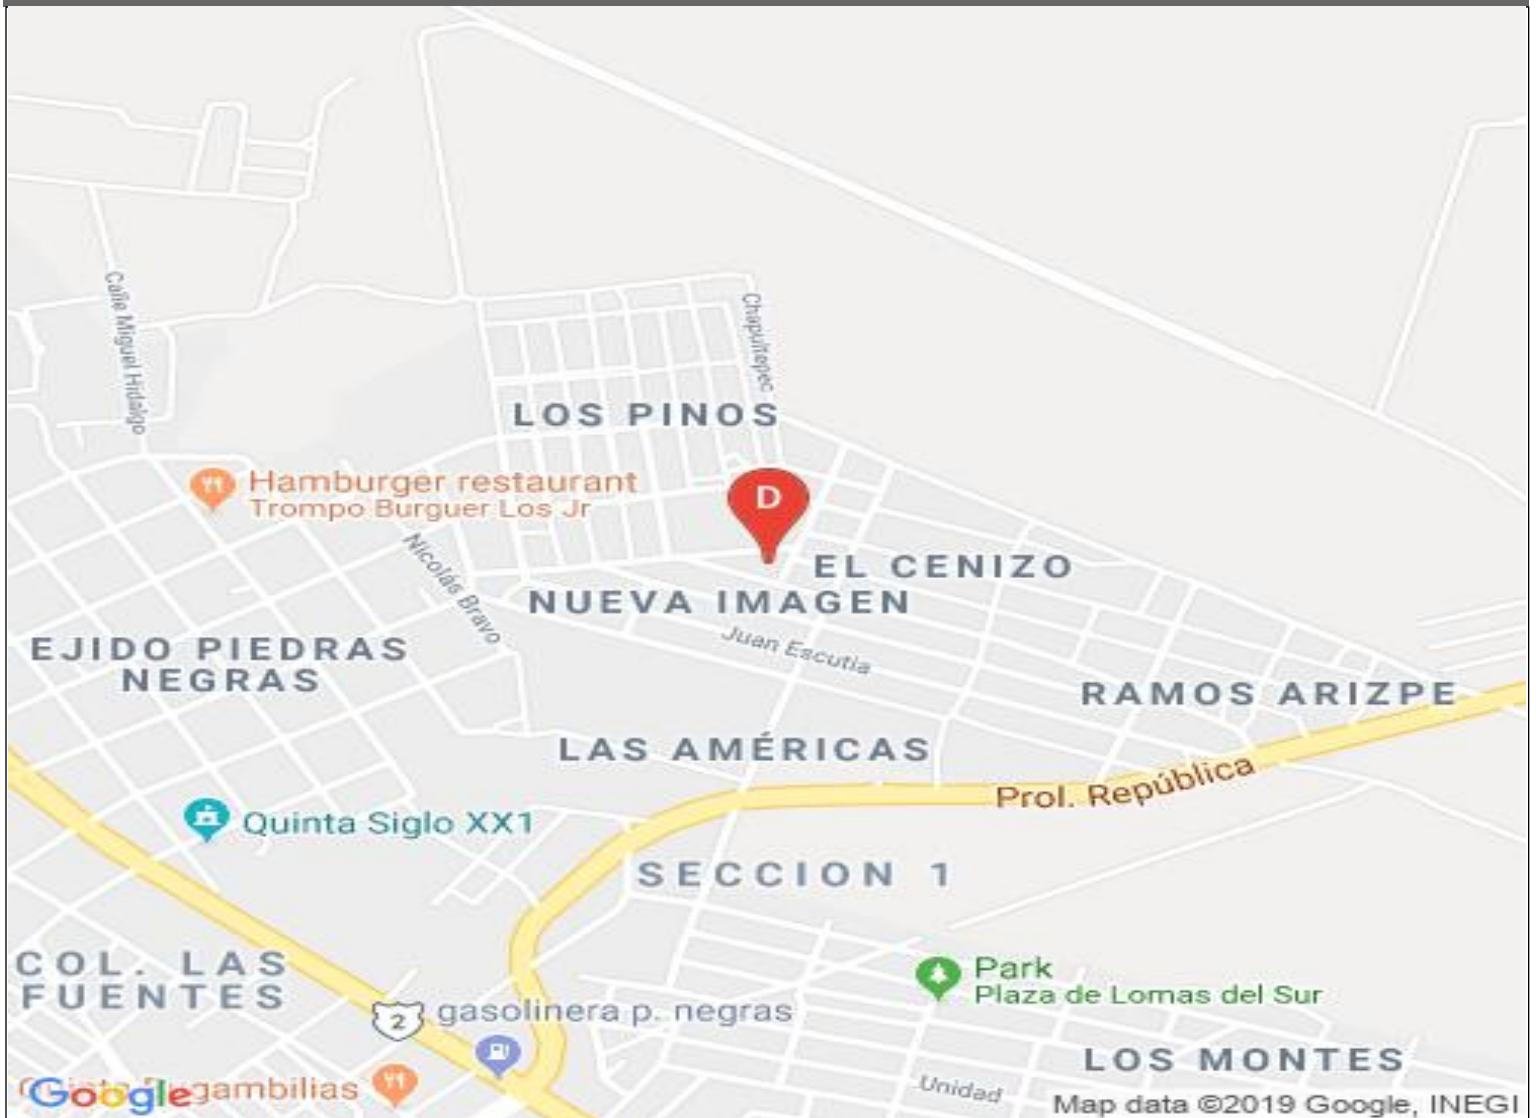 Calle Miguel Hidalgo
Chapultepec
LOS PINOS
Hamburger restaurant
Trompo Burguer Los Jr
D
Nicolás Bravo
EL CENIZO
NUEVA IMAGEN
Juan Escutia
EJIDO PIEDRAS
NEGRAS
RAMOS ARIZPE
LAS AMÉRICAS
Prol. República
Quinta Siglo XX1
SECCION 1
COL. LAS
FUENTES
Park
Plaza de Lomas del Sur
2
gasolinera p. negras
LOS MONTES
Unidad
Google
Map data ©2019 Google, INEGI